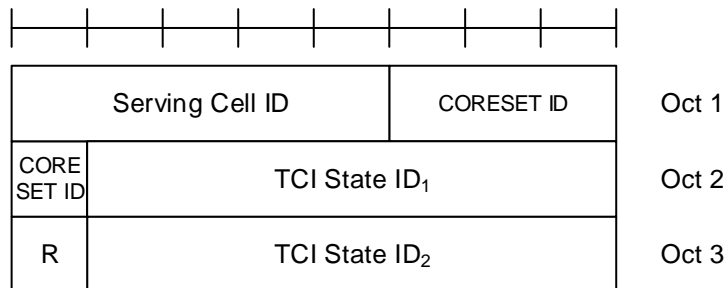 Serving Cell ID CORESET ID Oct 1
CORE
SET ID TCI State ID₁ Oct 2
R TCI State ID₂ Oct 3